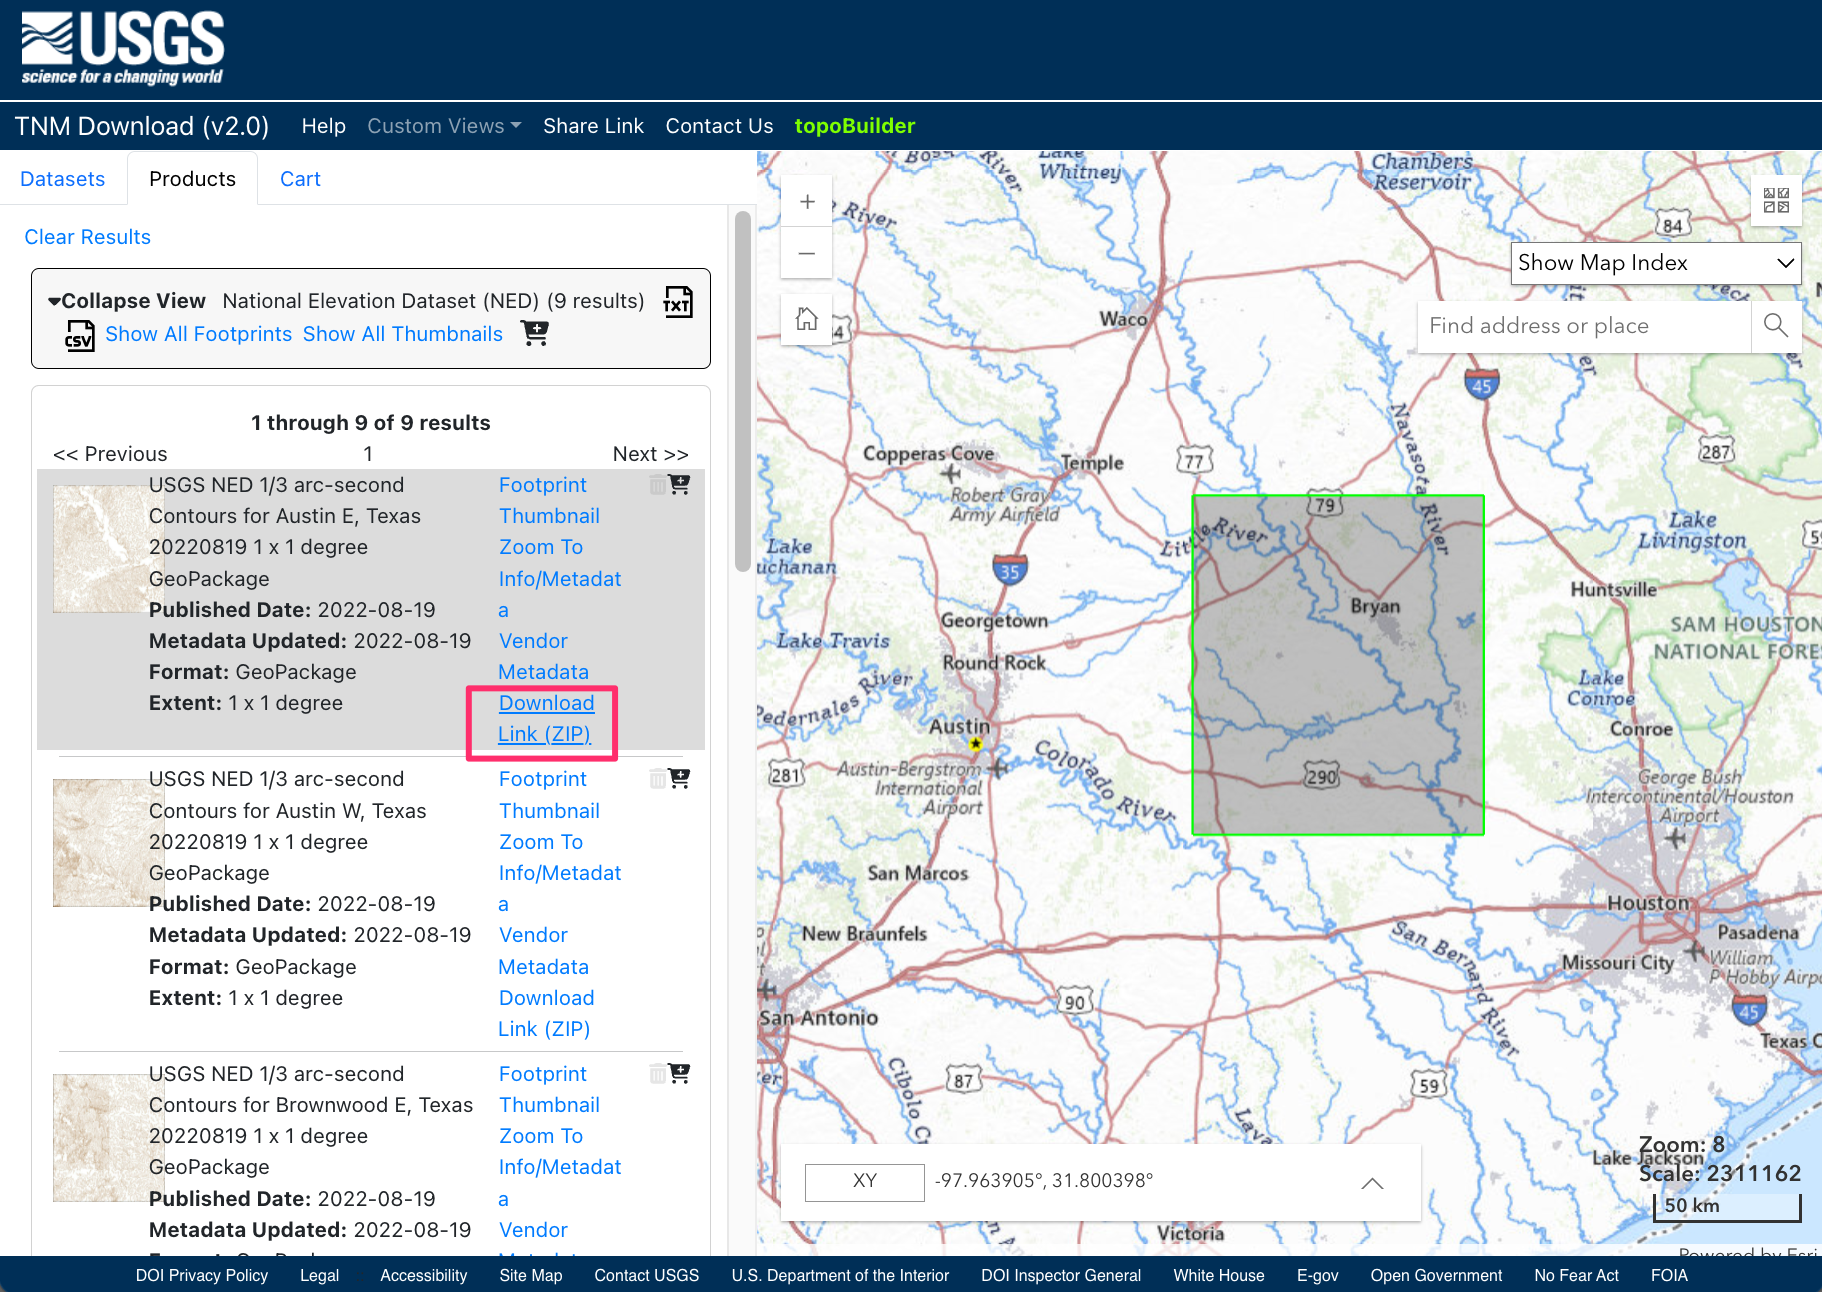 USGS
science for a changing world
TNM Download (v2.0) Help Custom Views Share Link Contact Us topoBuilder
Datasets Products Cart
Clear Results
Collapse View National Elevation Dataset (NED) (9 results) TXT
CSV Show All Footprints Show All Thumbnails
1 through 9 of 9 results
<< Previous 1 Next >>
USGS NED 1/3 arc-second
Contours for Austin E, Texas
20220819 1 x 1 degree
GeoPackage
Published Date: 2022-08-19
Metadata Updated: 2022-08-19
Format: GeoPackage
Extent: 1 x 1 degree
Footprint
Thumbnail
Zoom To
Info/Metadat
a
Vendor
Metadata
Download
Link (ZIP)
USGS NED 1/3 arc-second
Contours for Austin W, Texas
20220819 1 x 1 degree
GeoPackage
Published Date: 2022-08-19
Metadata Updated: 2022-08-19
Format: GeoPackage
Extent: 1 x 1 degree
Footprint
Thumbnail
Zoom To
Info/Metadat
a
Vendor
Metadata
Download
Link (ZIP)
USGS NED 1/3 arc-second
Contours for Brownwood E, Texas
20220819 1 x 1 degree
GeoPackage
Published Date: 2022-08-19
Metadata Updated: 2022-08-19
Footprint
Thumbnail
Zoom To
Info/Metadat
a
Vendor
+
−
Show Map Index
Find address or place
River
Lake
Whitney
Chambers
Reservoir
84
River
Waco
45
Navasota River
287
Copperas Cove
Temple
77
Robert Gray
Army Airfield
79
Little River
Lake
Livingston
35
Huntsville
Bryan
Georgetown
Lake Travis
Round Rock
SAM HOUSTON
Lake
Conroe
Pedernales River
Austin
Conroe
Colorado River
281
Austin-Bergstrom
International
Airport
290
George Bush
Intercontinental/Houston
Airport
San Marcos
Houston
New Braunfels
San Bernard River
Pasadena
Missouri City
William
P Hobby
90
San Antonio
45
Texas
87
59
Cibolo
Lake Jackson
Victoria
XY -97.963905°, 31.800398°
Zoom: 8
Scale: 2311162
50 km
Powered by Esri
DOI Privacy Policy Legal Accessibility Site Map Contact USGS U.S. Department of the Interior DOI Inspector General White House E-gov Open Government No Fear Act FOIA